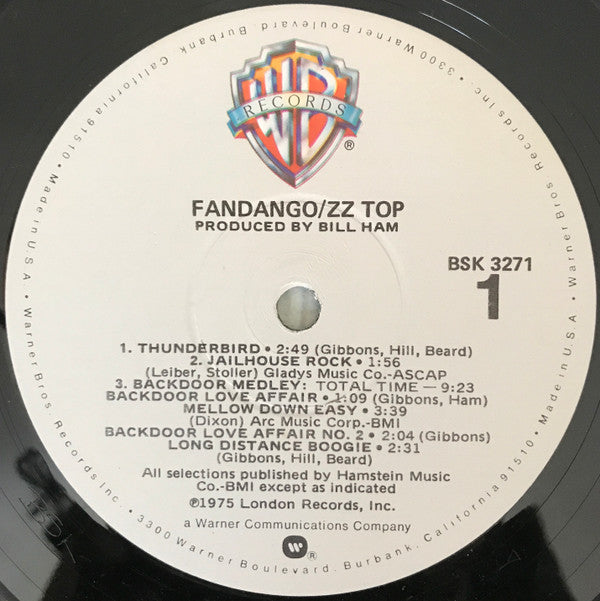 WB
RECORDS
®
FANDANGO/ZZ TOP
PRODUCED BY BILL HAM
BSK 3271
1
1. THUNDERBIRD • 2:49 (Gibbons, Hill, Beard)
2. JAILHOUSE ROCK • 1:56
(Leiber, Stoller) Gladys Music Co.-ASCAP
3. BACKDOOR MEDLEY: TOTAL TIME — 9:23
BACKDOOR LOVE AFFAIR • 1:09 (Gibbons, Ham)
MELLOW DOWN EASY • 3:39
(Dixon) Arc Music Corp.-BMI
BACKDOOR LOVE AFFAIR NO. 2 • 2:04 (Gibbons)
LONG DISTANCE BOOGIE • 2:31
(Gibbons, Hill, Beard)
All selections published by Hamstein Music
Co.-BMI except as indicated
℗1975 London Records, Inc.
a Warner Communications Company
®
Warner Bros. Records Inc. • 3300 Warner Boulevard, Burbank, California 91510 • Made in U.S.A. • Warner Bros. Records Inc. • 3300 Warner Boulevard, Burbank, California 91510 • Made in U.S.A. •